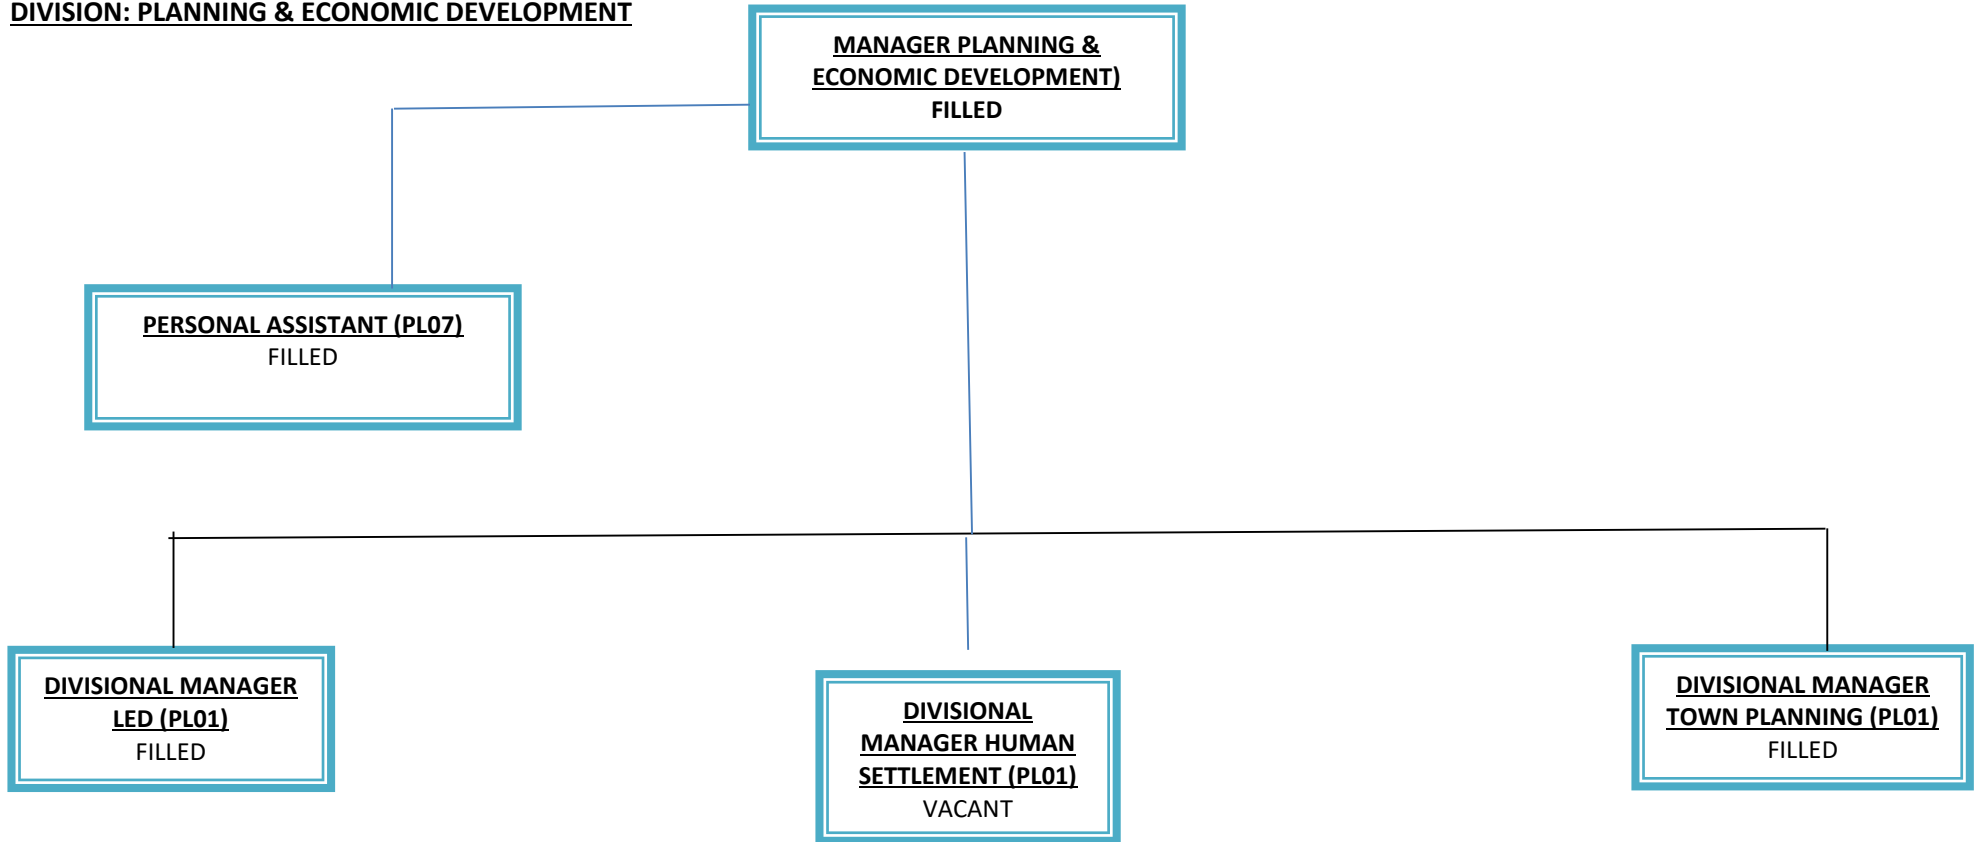 DIVISION: PLANNING & ECONOMIC DEVELOPMENT
MANAGER PLANNING &
ECONOMIC DEVELOPMENT)
FILLED
PERSONAL ASSISTANT (PL07)
FILLED
DIVISIONAL MANAGER
LED (PL01)
FILLED
DIVISIONAL
MANAGER HUMAN
SETTLEMENT (PL01)
VACANT
DIVISIONAL MANAGER
TOWN PLANNING (PL01)
FILLED